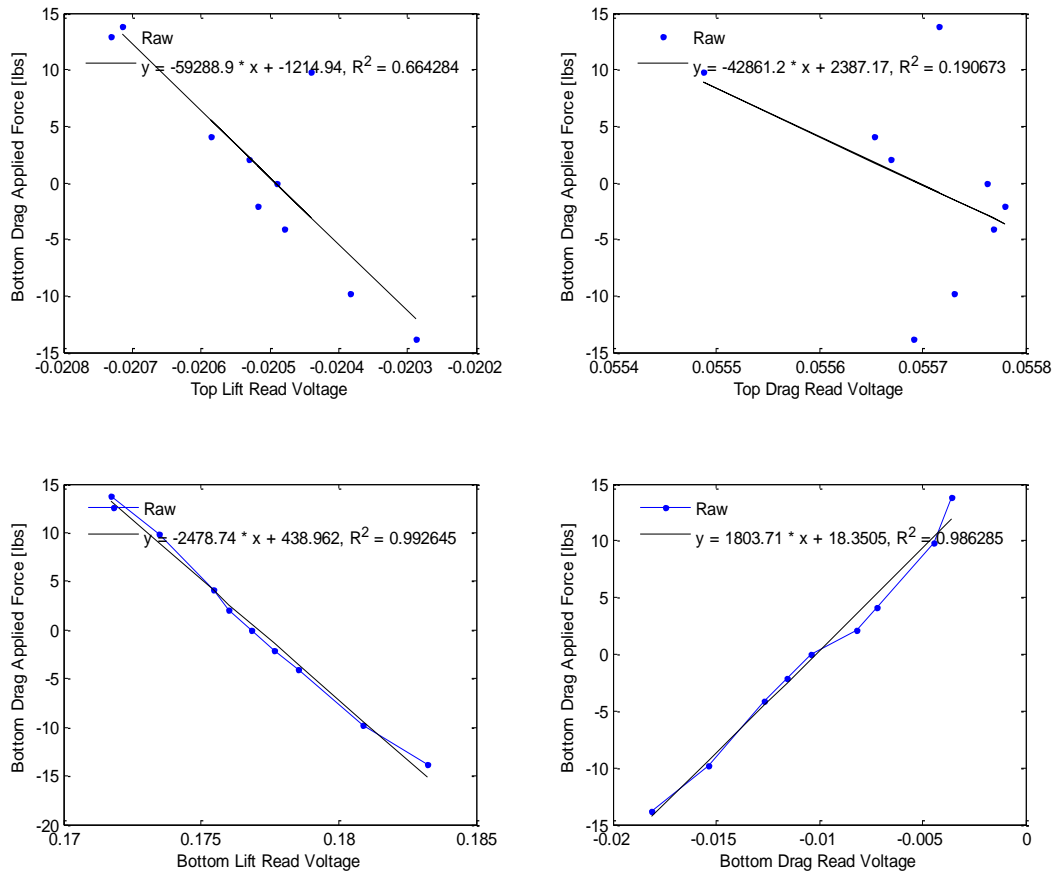 15
10
5
0
-5
-10
-15
-0.0208 -0.0207 -0.0206 -0.0205 -0.0204 -0.0203 -0.0202
Bottom Drag Applied Force [lbs]
Top Lift Read Voltage
Raw
y = -59288.9 * x + -1214.94, R² = 0.664284
15
10
5
0
-5
-10
-15
0.0554 0.0555 0.0556 0.0557 0.0558
Bottom Drag Applied Force [lbs]
Top Drag Read Voltage
Raw
y = -42861.2 * x + 2387.17, R² = 0.190673
15
10
5
0
-5
-10
-15
-20
0.17 0.175 0.18 0.185
Bottom Drag Applied Force [lbs]
Bottom Lift Read Voltage
Raw
y = -2478.74 * x + 438.962, R² = 0.992645
15
10
5
0
-5
-10
-15
-0.02 -0.015 -0.01 -0.005 0
Bottom Drag Applied Force [lbs]
Bottom Drag Read Voltage
Raw
y = 1803.71 * x + 18.3505, R² = 0.986285